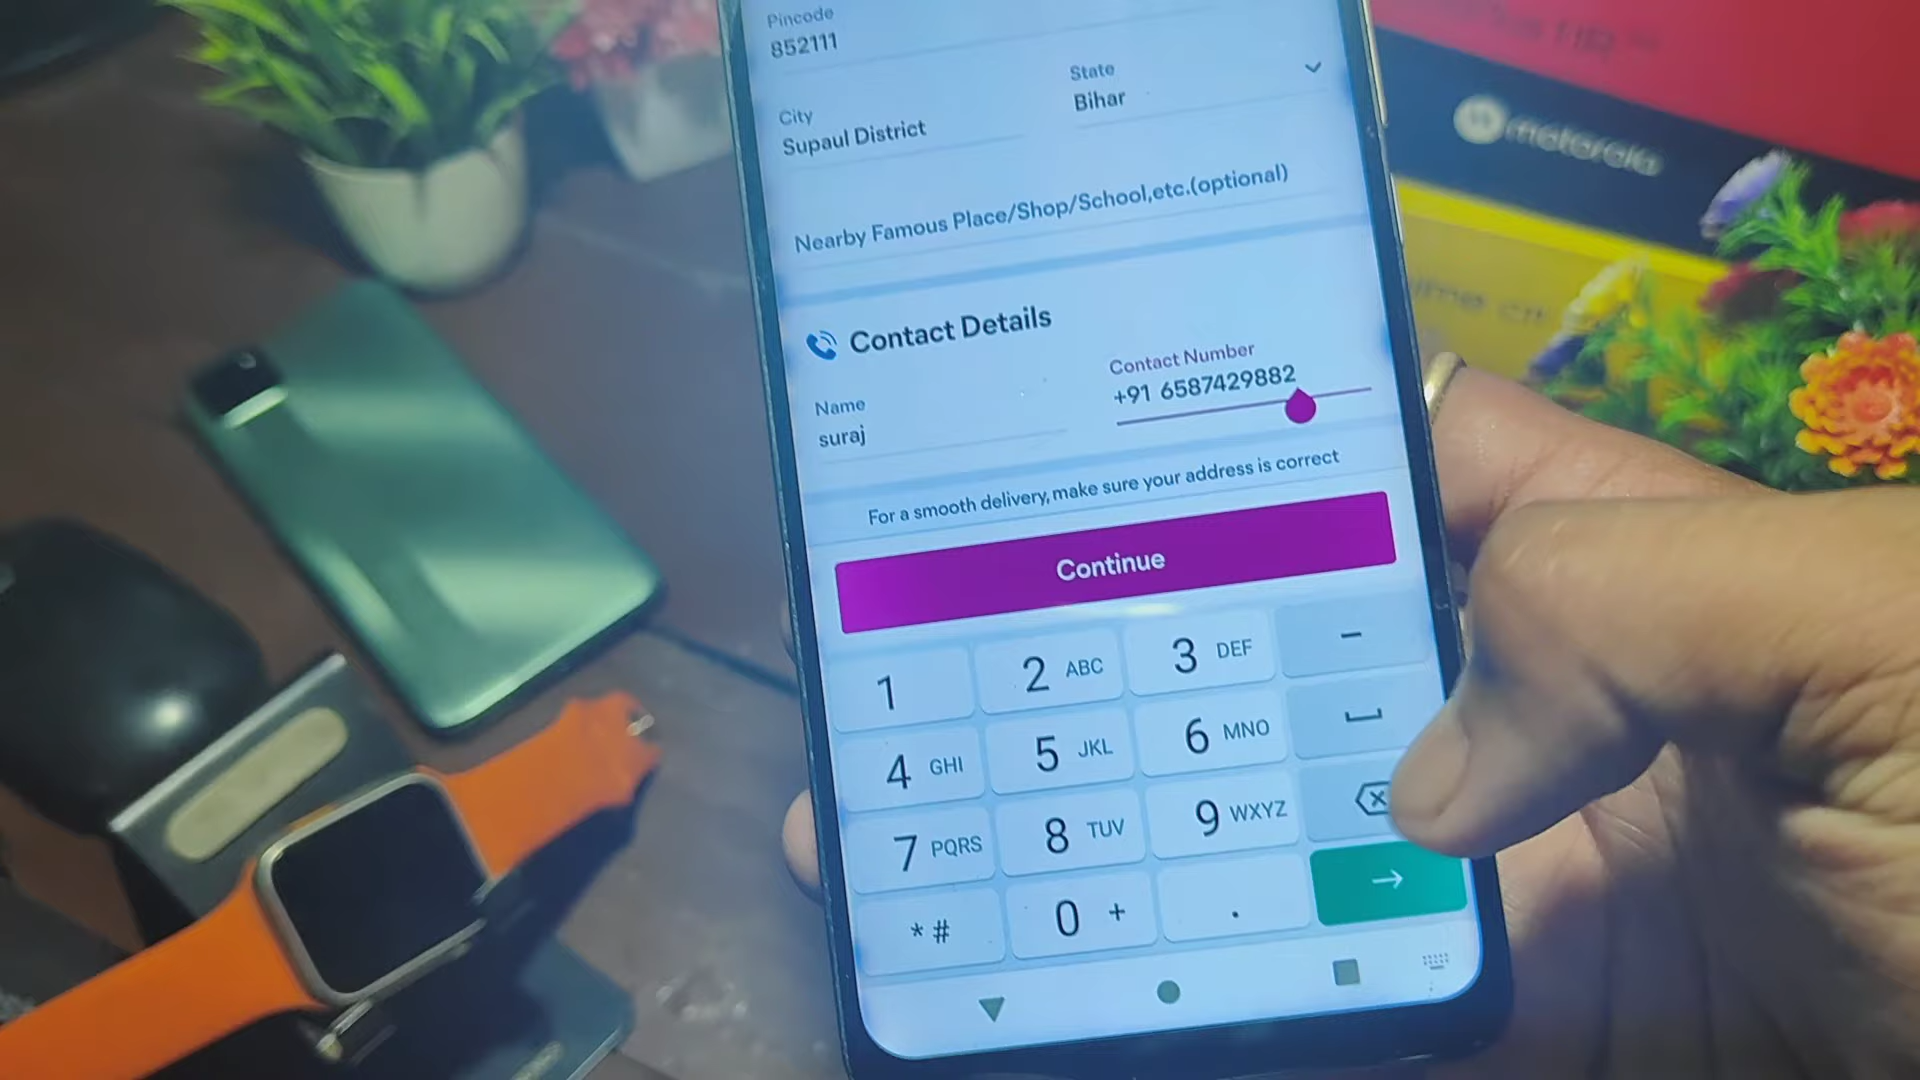 Pincode
852111
City
Supaul District
State
Bihar
Nearby Famous Place/Shop/School,etc.(optional)
Contact Details
Name
suraj
Contact Number
+91 6587429882
For a smooth delivery, make sure your address is correct
Continue
1
2 ABC
3 DEF
-
4 GHI
5 JKL
6 MNO
7 PQRS
8 TUV
9 WXYZ
* #
0 +
.
motorola